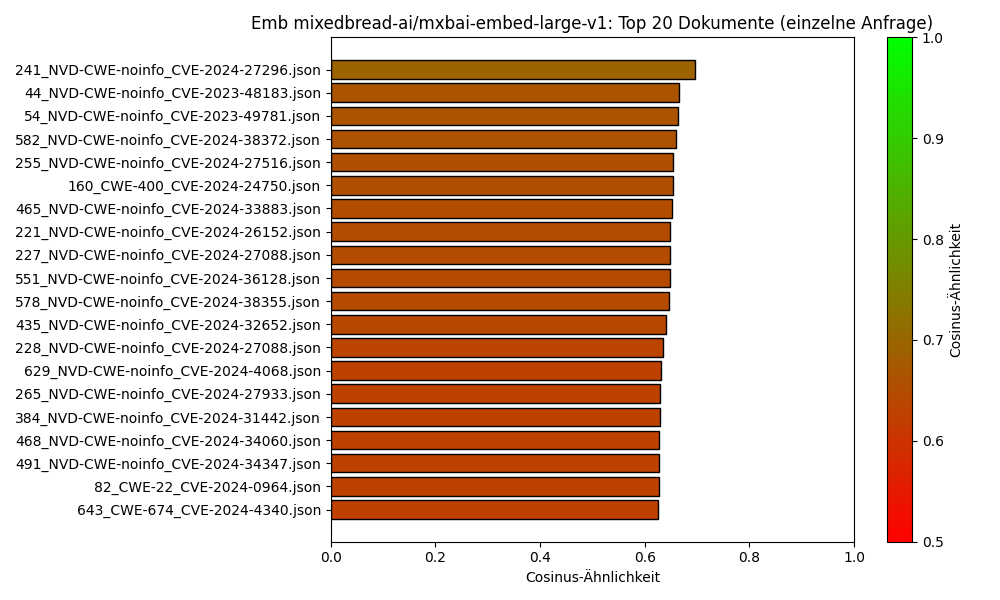 Emb mixedbread-ai/mxbai-embed-large-v1: Top 20 Dokumente (einzelne Anfrage)
241_NVD-CWE-noinfo_CVE-2024-27296.json
44_NVD-CWE-noinfo_CVE-2023-48183.json
54_NVD-CWE-noinfo_CVE-2023-49781.json
582_NVD-CWE-noinfo_CVE-2024-38372.json
255_NVD-CWE-noinfo_CVE-2024-27516.json
160_CWE-400_CVE-2024-24750.json
465_NVD-CWE-noinfo_CVE-2024-33883.json
221_NVD-CWE-noinfo_CVE-2024-26152.json
227_NVD-CWE-noinfo_CVE-2024-27088.json
551_NVD-CWE-noinfo_CVE-2024-36128.json
578_NVD-CWE-noinfo_CVE-2024-38355.json
435_NVD-CWE-noinfo_CVE-2024-32652.json
228_NVD-CWE-noinfo_CVE-2024-27088.json
629_NVD-CWE-noinfo_CVE-2024-4068.json
265_NVD-CWE-noinfo_CVE-2024-27933.json
384_NVD-CWE-noinfo_CVE-2024-31442.json
468_NVD-CWE-noinfo_CVE-2024-34060.json
491_NVD-CWE-noinfo_CVE-2024-34347.json
82_CWE-22_CVE-2024-0964.json
643_CWE-674_CVE-2024-4340.json
0.0 0.2 0.4 0.6 0.8 1.0
Cosinus-Ähnlichkeit
1.0
0.9
0.8
0.7
0.6
0.5
Cosinus-Ähnlichkeit